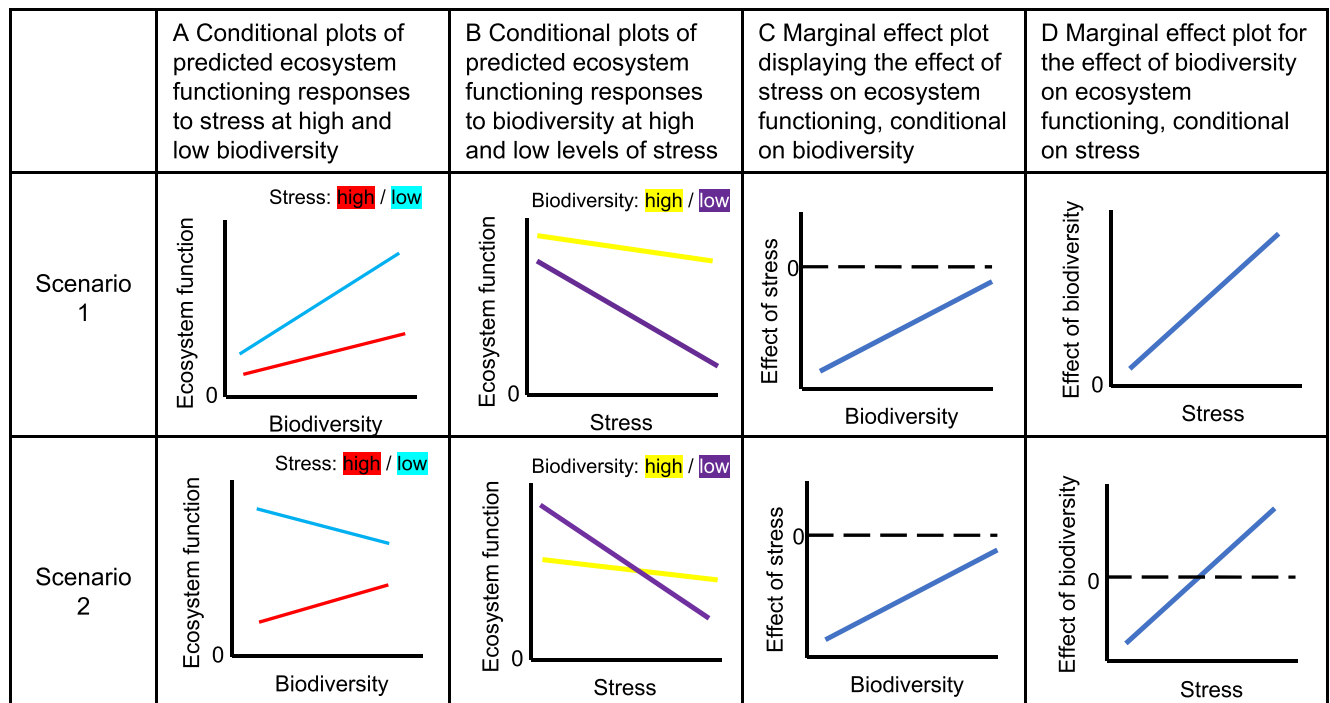 A Conditional plots of
predicted ecosystem
functioning responses
to stress at high and
low biodiversity
B Conditional plots of
predicted ecosystem
functioning responses
to biodiversity at high
and low levels of stress
C Marginal effect plot
displaying the effect of
stress on ecosystem
functioning, conditional
on biodiversity
D Marginal effect plot for
the effect of biodiversity
on ecosystem
functioning, conditional
on stress
Scenario
1
Stress: high / low
Ecosystem function
0
Biodiversity
Biodiversity: high / low
Ecosystem function
0
Stress
Effect of stress
0
Biodiversity
Effect of biodiversity
0
Stress
Scenario
2
Stress: high / low
Ecosystem function
0
Biodiversity
Biodiversity: high / low
Ecosystem function
0
Stress
Effect of stress
0
Biodiversity
Effect of biodiversity
0
Stress